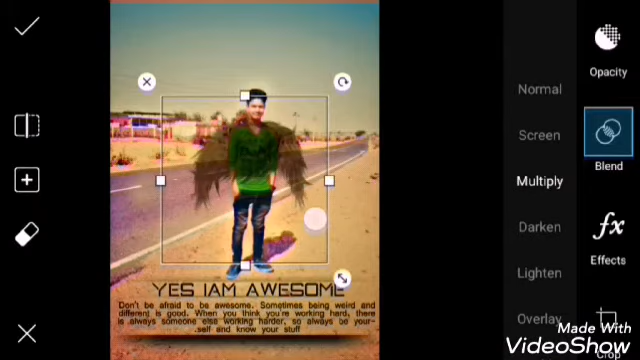 Opacity
Normal
Screen
Blend
Multiply
Darken
Effects
Lighten
Overlay
YES IAM AWESOME
Don't be afraid to be awesome. Sometimes being weird and
different is good. When you think you're working hard, there
is always someone else working harder, so always be your-
.self and know your stuff
Made With
VideoShow
Crop